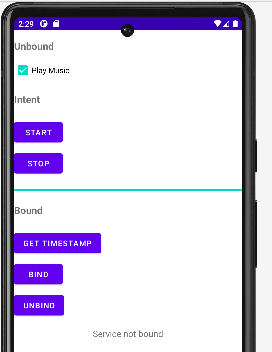 2:29
Unbound
Play Music
Intent
START
STOP
Bound
GET TIMESTAMP
BIND
UNBIND
Service not bound